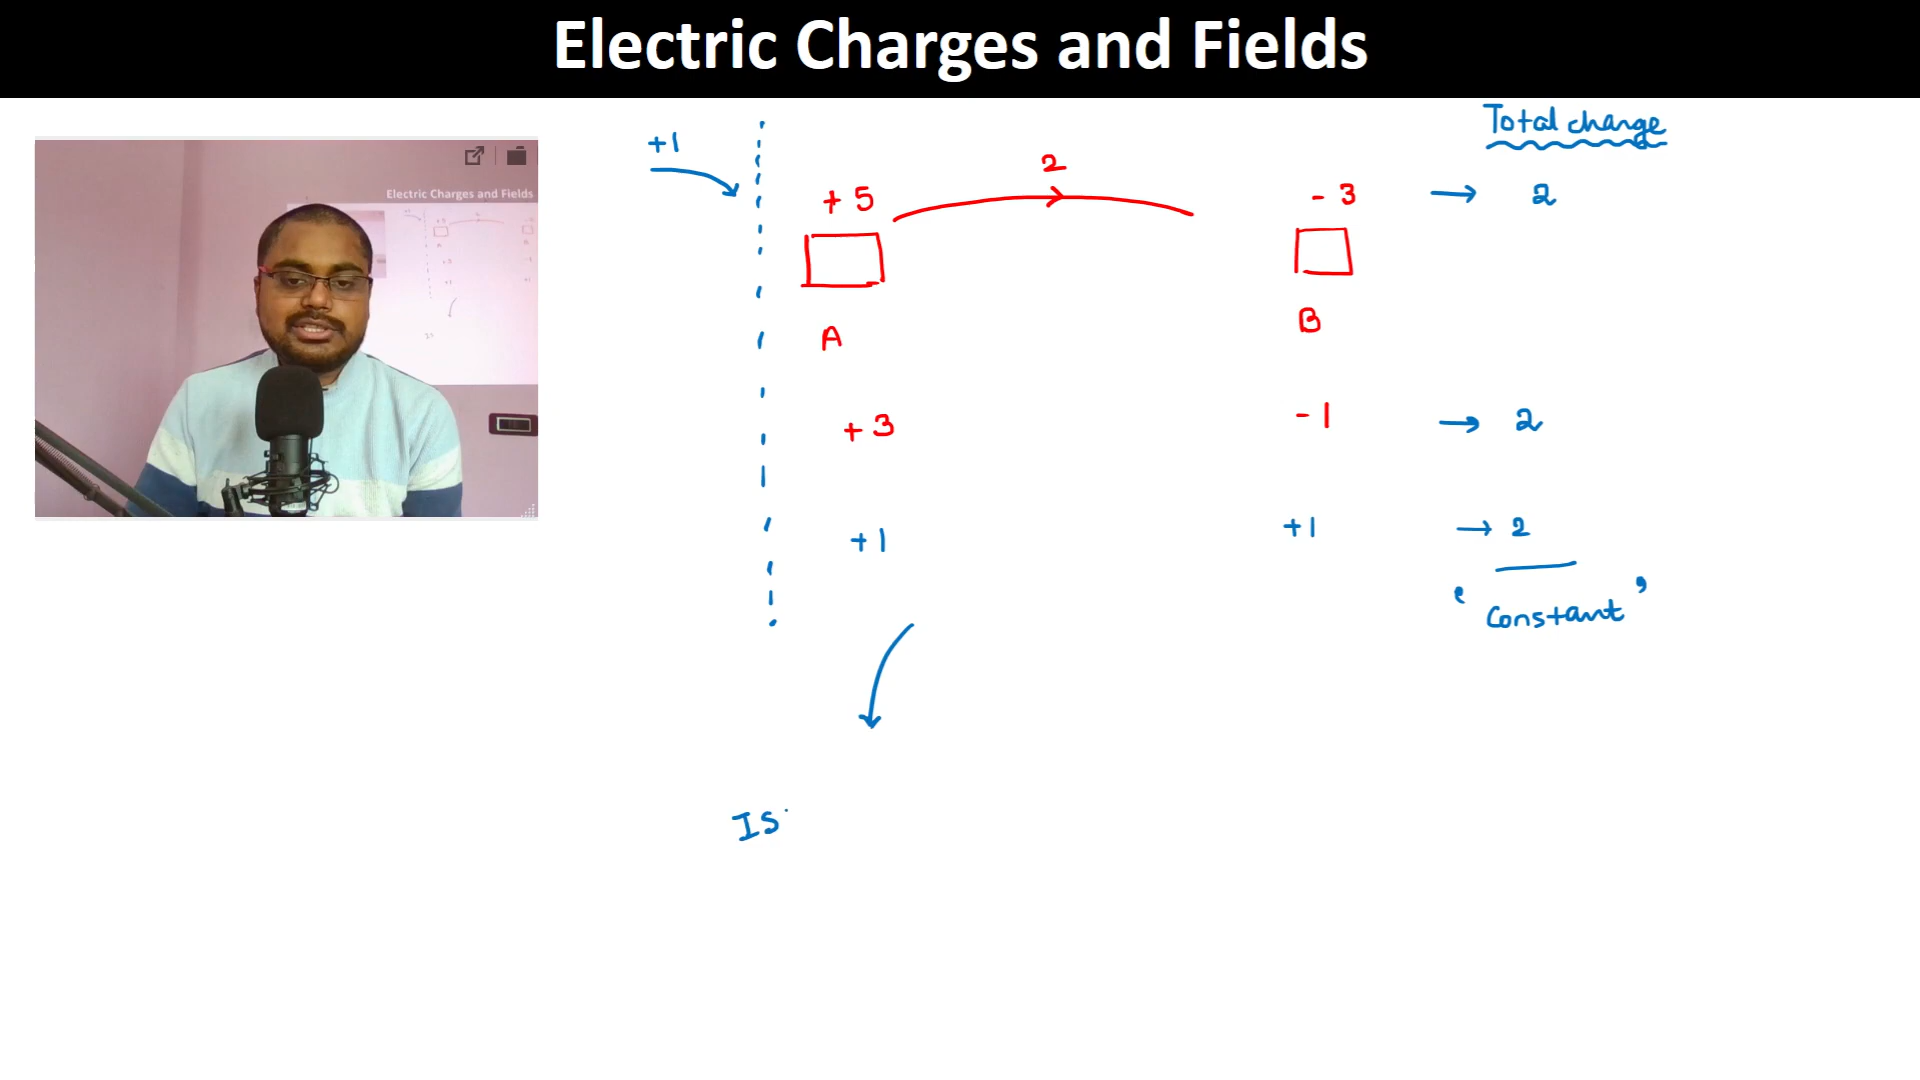 Electric Charges and Fields
Total charge
+1
2
+5
-3 → 2
Electric Charges and Fields
A
B
+3
-1 → 2
+1
+1 → 2
' Constant '
Is